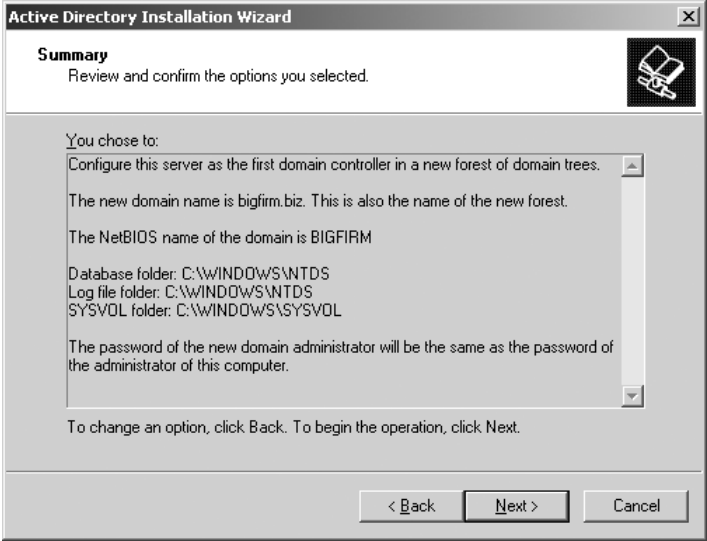 Active Directory Installation Wizard
Summary
Review and confirm the options you selected.
You chose to:
Configure this server as the first domain controller in a new forest of domain trees.
The new domain name is bigfirm.biz. This is also the name of the new forest.
The NetBIOS name of the domain is BIGFIRM
Database folder: C:\WINDOWS\NTDS
Log file folder: C:\WINDOWS\NTDS
SYSVOL folder: C:\WINDOWS\SYSVOL
The password of the new domain administrator will be the same as the password of
the administrator of this computer.
To change an option, click Back. To begin the operation, click Next.
< Back Next > Cancel